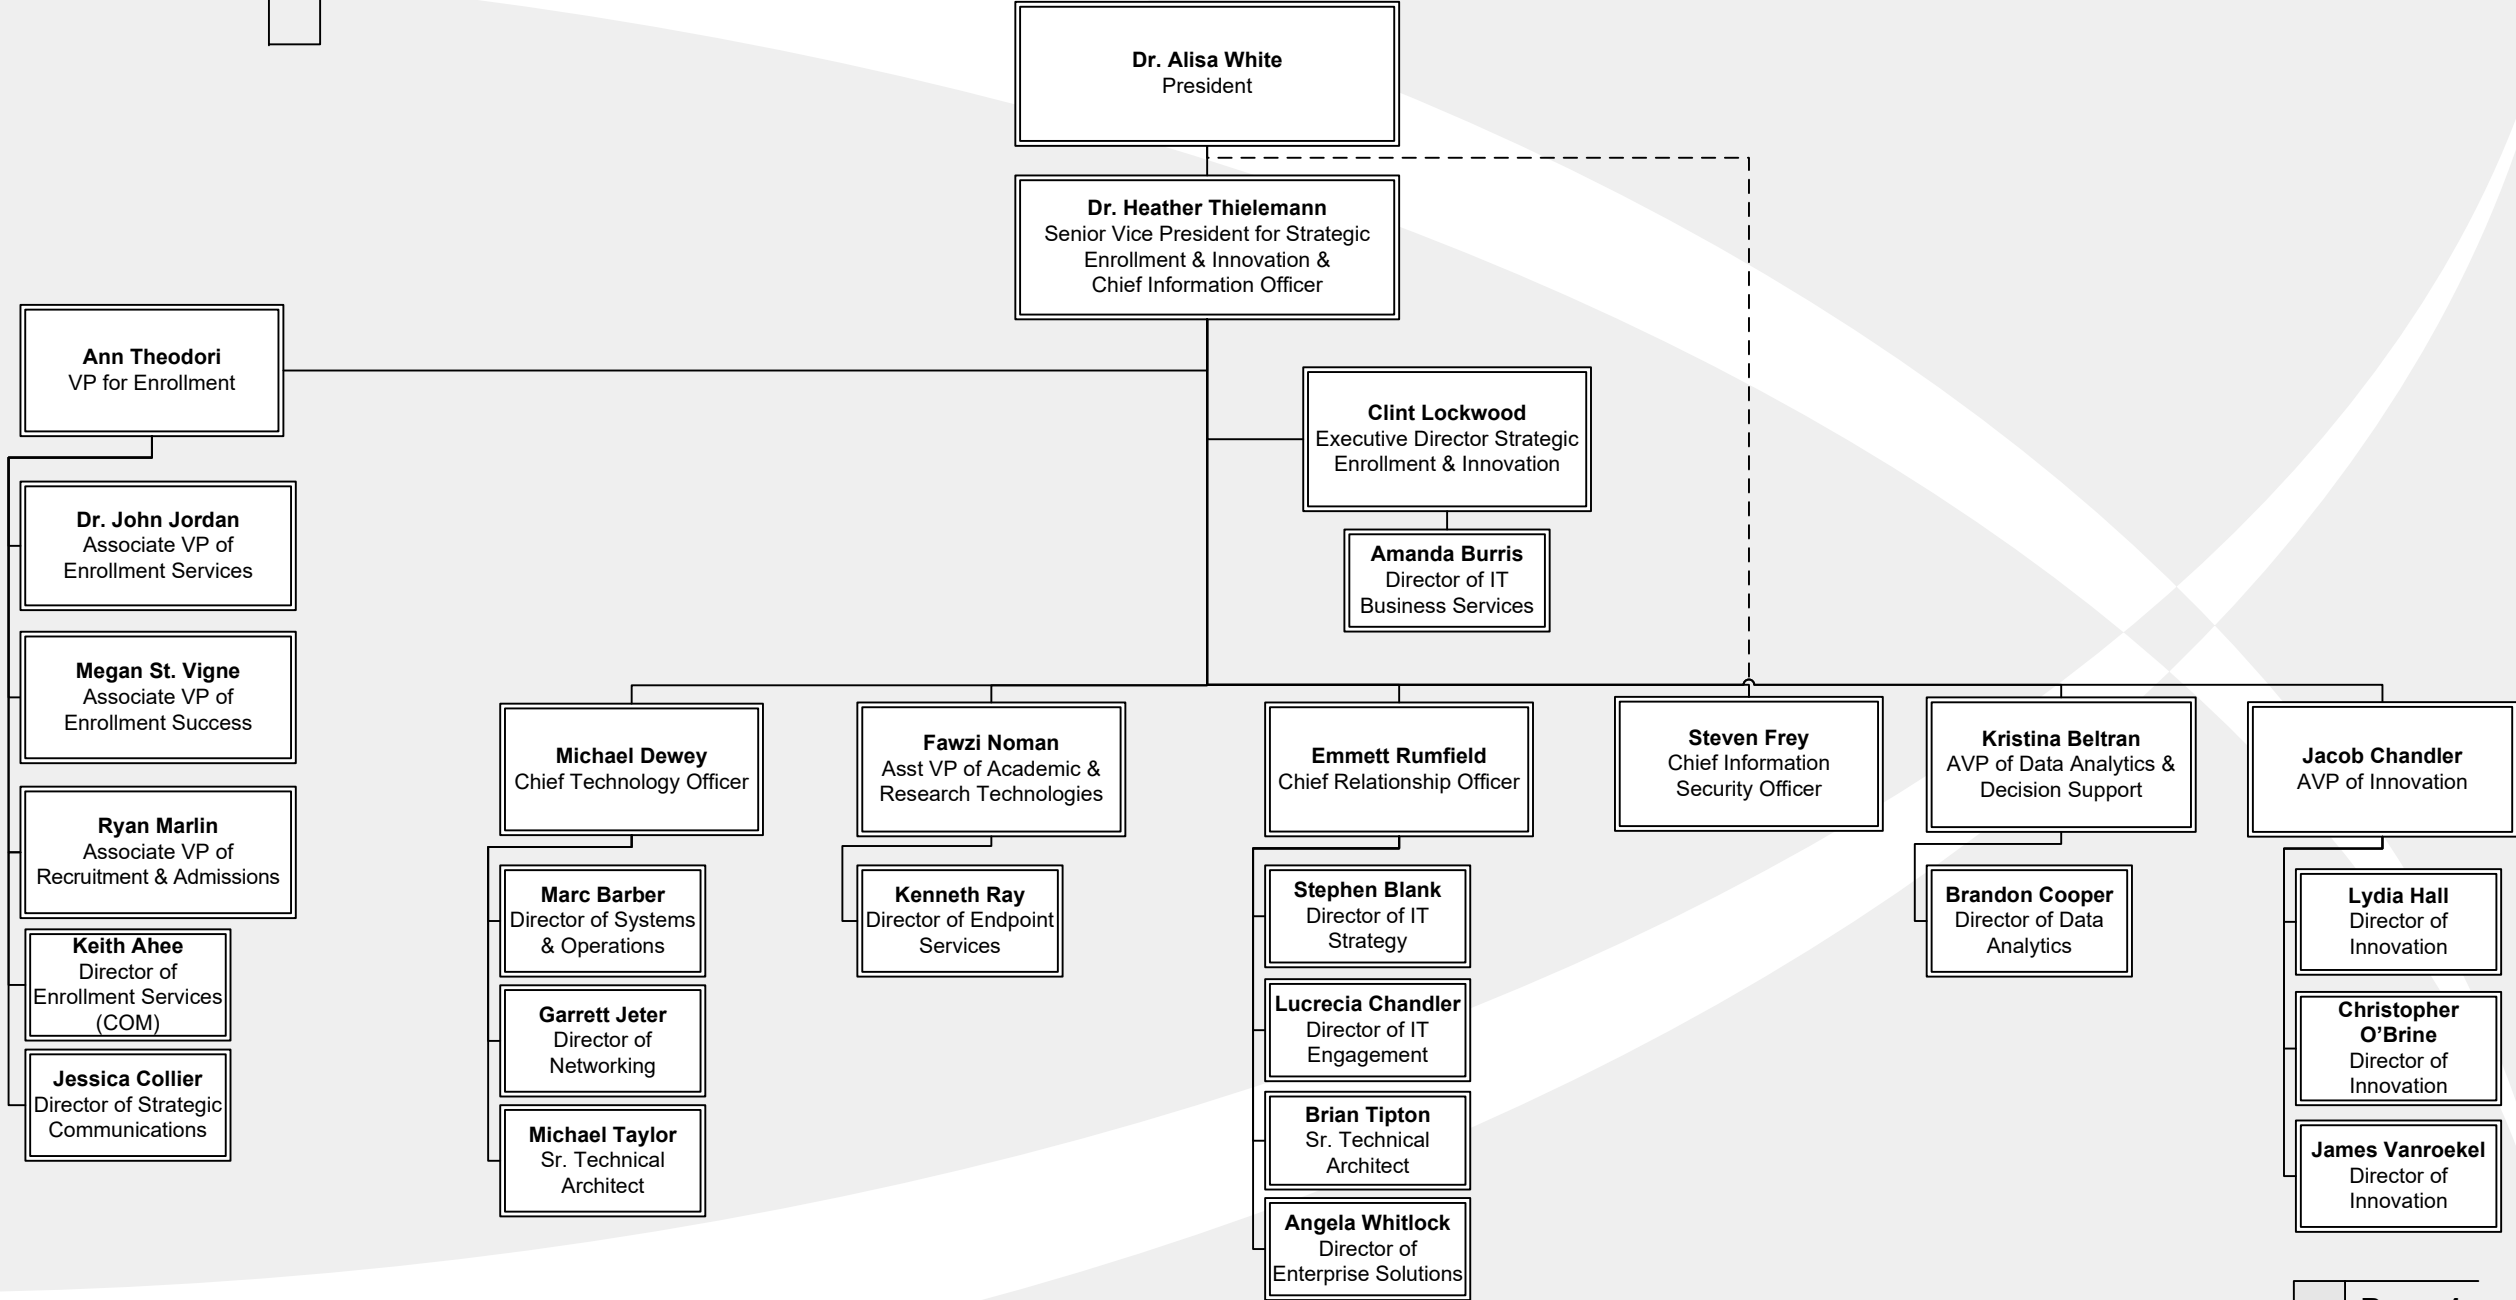 Dr. Alisa White
President
Dr. Heather Thielemann
Senior Vice President for Strategic
Enrollment & Innovation &
Chief Information Officer
Ann Theodori
VP for Enrollment
Clint Lockwood
Executive Director Strategic
Enrollment & Innovation
Amanda Burris
Director of IT
Business Services
Dr. John Jordan
Associate VP of
Enrollment Services
Megan St. Vigne
Associate VP of
Enrollment Success
Ryan Marlin
Associate VP of
Recruitment & Admissions
Keith Ahee
Director of
Enrollment Services
(COM)
Jessica Collier
Director of Strategic
Communications
Michael Dewey
Chief Technology Officer
Marc Barber
Director of Systems
& Operations
Garrett Jeter
Director of
Networking
Michael Taylor
Sr. Technical
Architect
Fawzi Noman
Asst VP of Academic &
Research Technologies
Kenneth Ray
Director of Endpoint
Services
Emmett Rumfield
Chief Relationship Officer
Stephen Blank
Director of IT
Strategy
Lucrecia Chandler
Director of IT
Engagement
Brian Tipton
Sr. Technical
Architect
Angela Whitlock
Director of
Enterprise Solutions
Steven Frey
Chief Information
Security Officer
Kristina Beltran
AVP of Data Analytics &
Decision Support
Brandon Cooper
Director of Data
Analytics
Jacob Chandler
AVP of Innovation
Lydia Hall
Director of
Innovation
Christopher
O’Brine
Director of
Innovation
James Vanroekel
Director of
Innovation